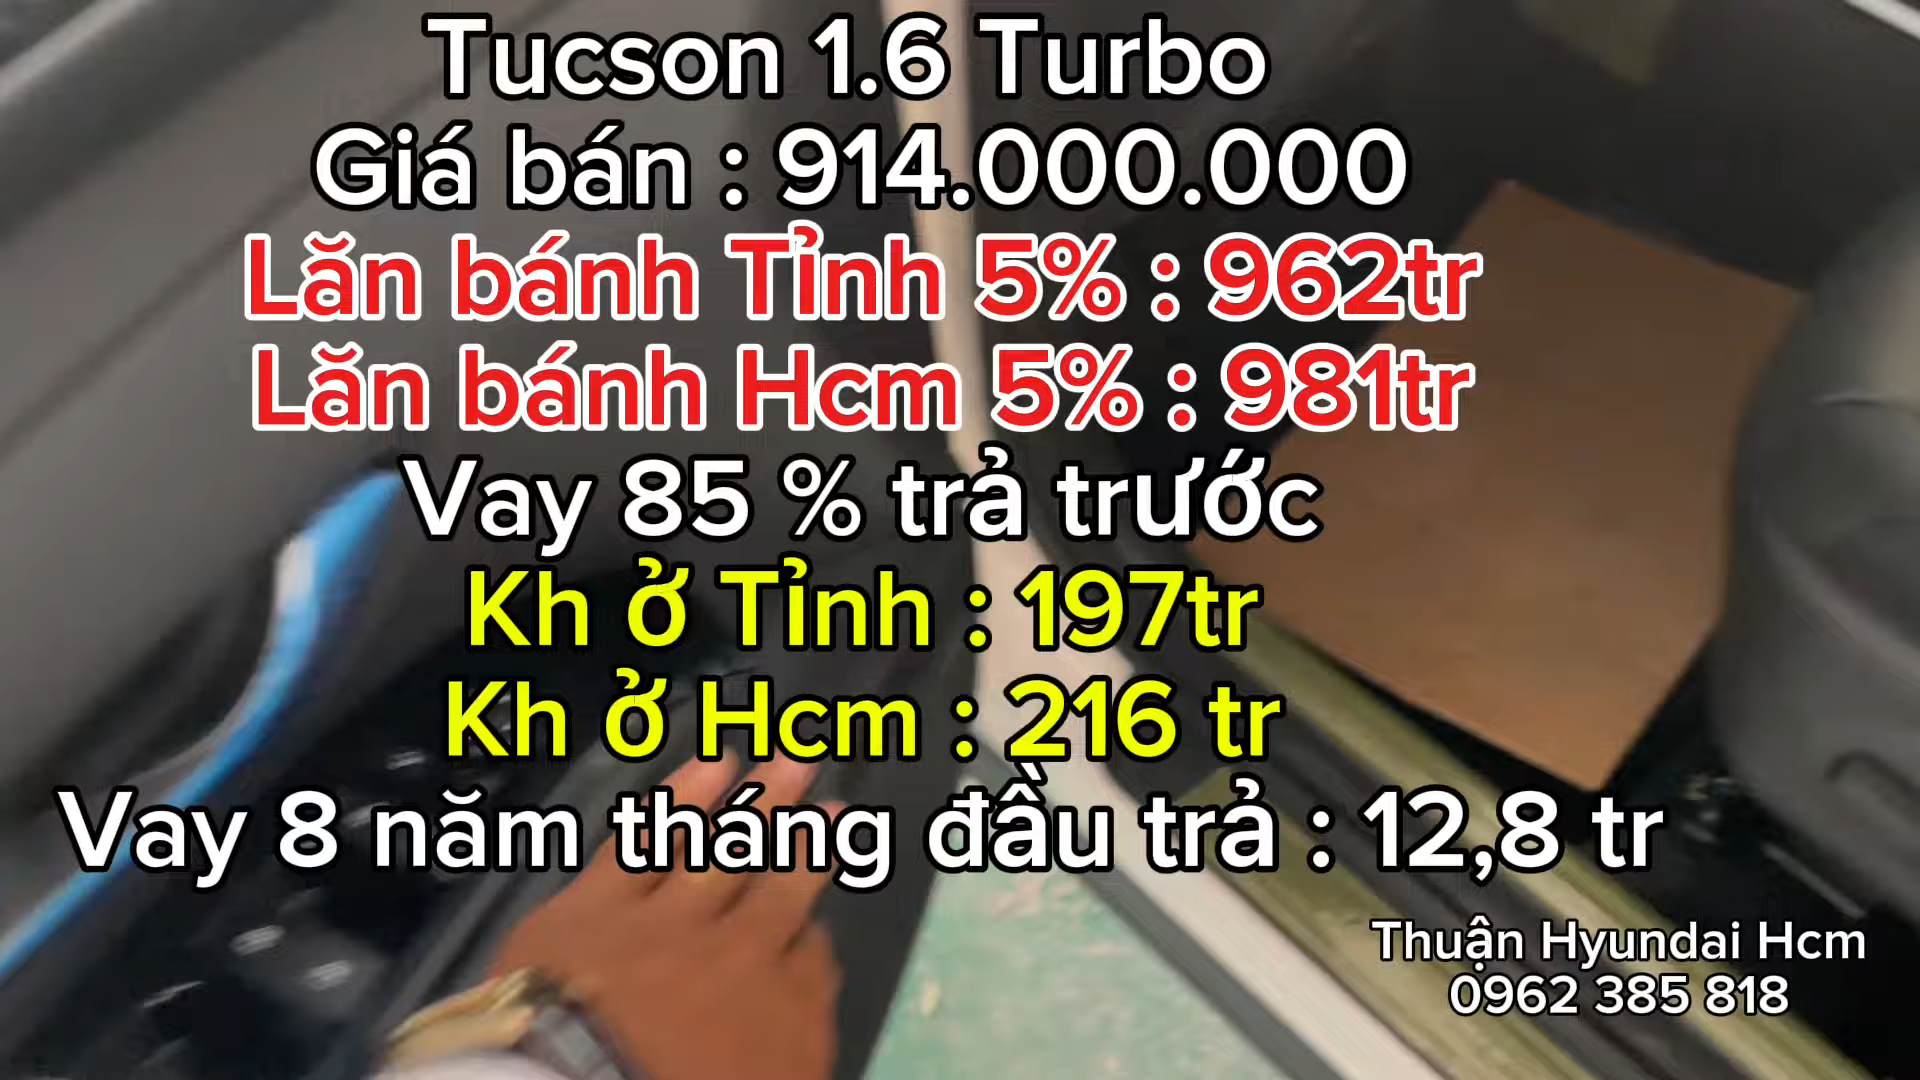 Tucson 1.6 Turbo
Giá bán : 914.000.000
Lăn bánh Tỉnh 5% : 962tr
Lăn bánh Hcm 5% : 981tr
Vay 85 % trả trước
Kh ở Tỉnh : 197tr
Kh ở Hcm : 216 tr
Vay 8 năm tháng đầu trả : 12,8 tr
Thuận Hyundai Hcm
0962 385 818